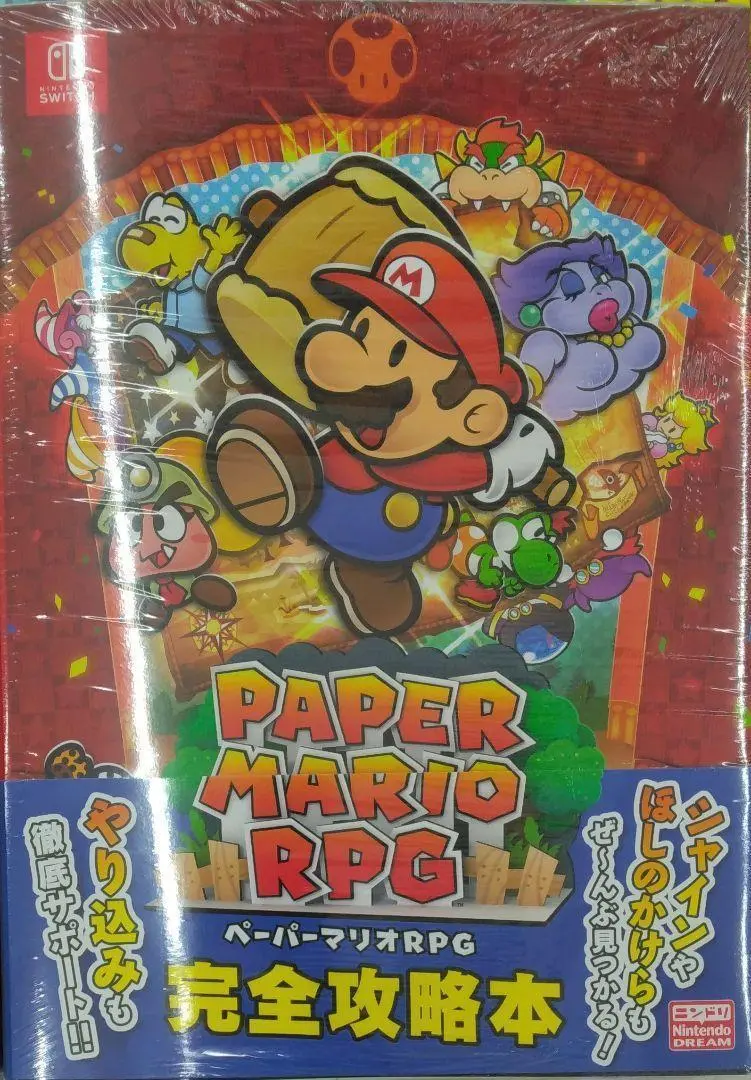 NINTENDO
SWITCH
M
PAPER
MARIO
RPG
ペーパーマリオRPG
完全攻略本
シャインや
ほしのかけらも
ぜ〜んぶ見つかる!
やり込みも
徹底サポート!!
ニンドリ
Nintendo
DREAM